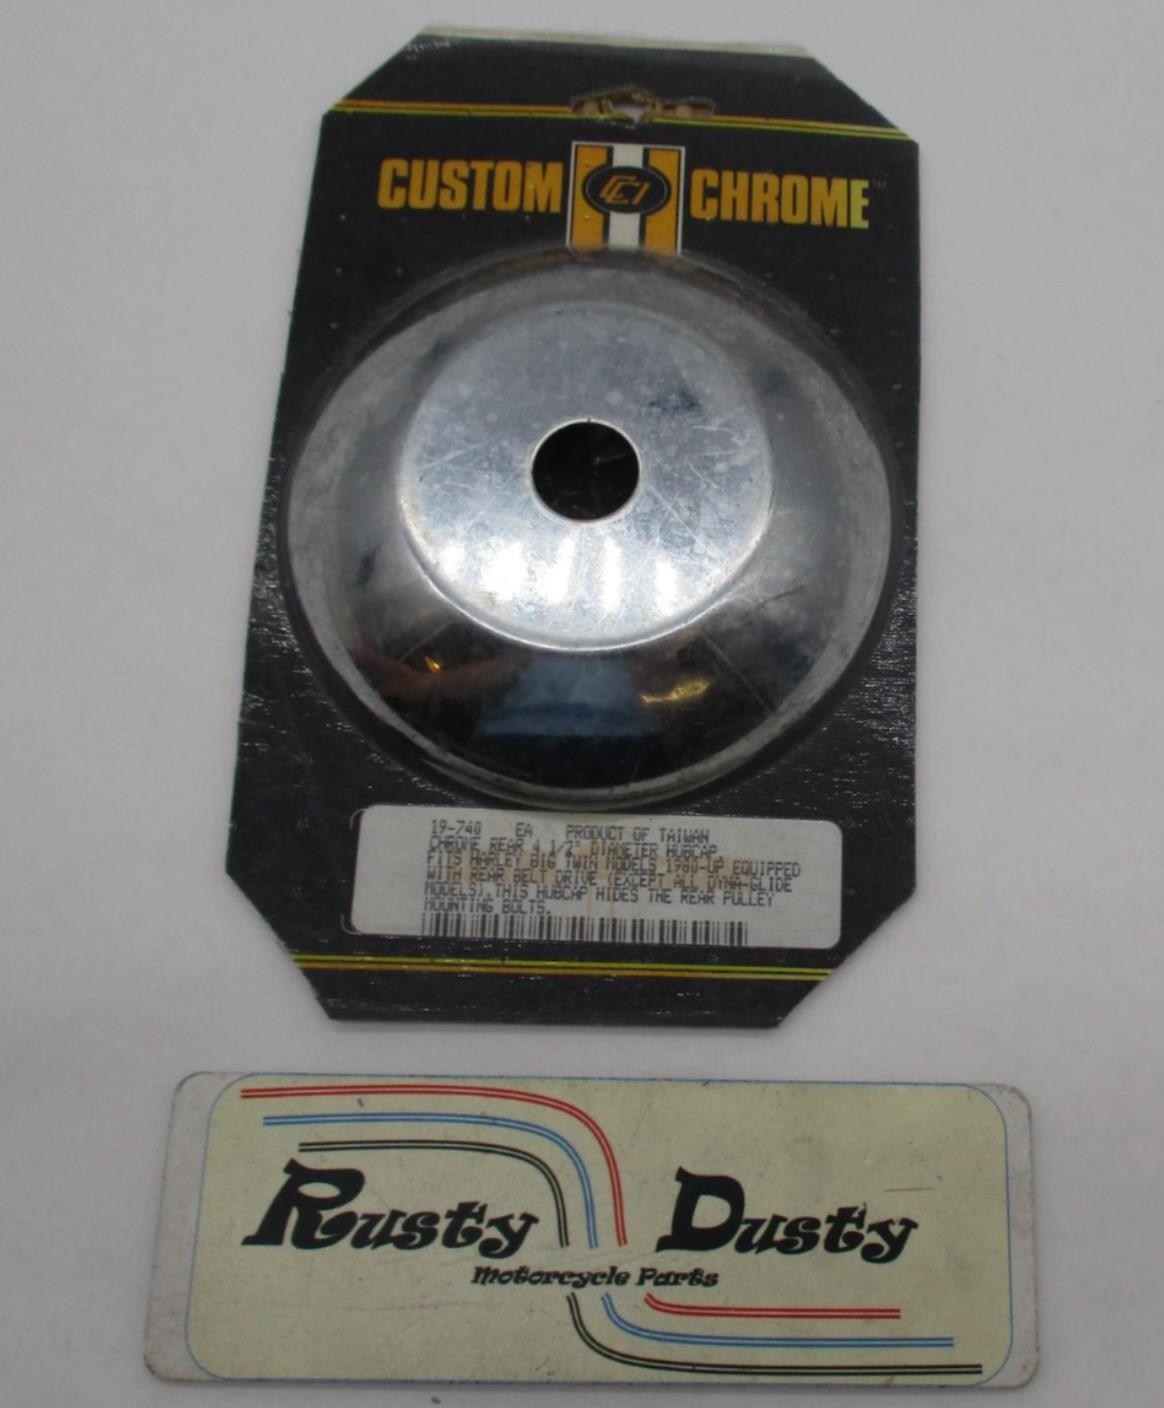 CUSTOM CCI CHROME™
19-740 EA PRODUCT OF TAIWAN
CHROME REAR 4 1/2" DIAMETER HUBCAP
FITS HARLEY BIG TWIN MODELS 1980-UP EQUIPPED
WITH REAR BELT DRIVE (EXCEPT ALL DYNA-GLIDE
MODELS). THIS HUBCAP HIDES THE REAR PULLEY
MOUNTING BOLTS.
Rusty Dusty
Motorcycle Parts